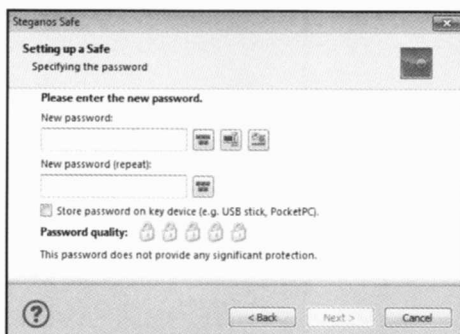 Steganos Safe
Setting up a Safe
Specifying the password
Please enter the new password.
New password:
New password (repeat):
Store password on key device (e.g. USB stick, PocketPC).
Password quality:
This password does not provide any significant protection.
?
< Back
Next >
Cancel